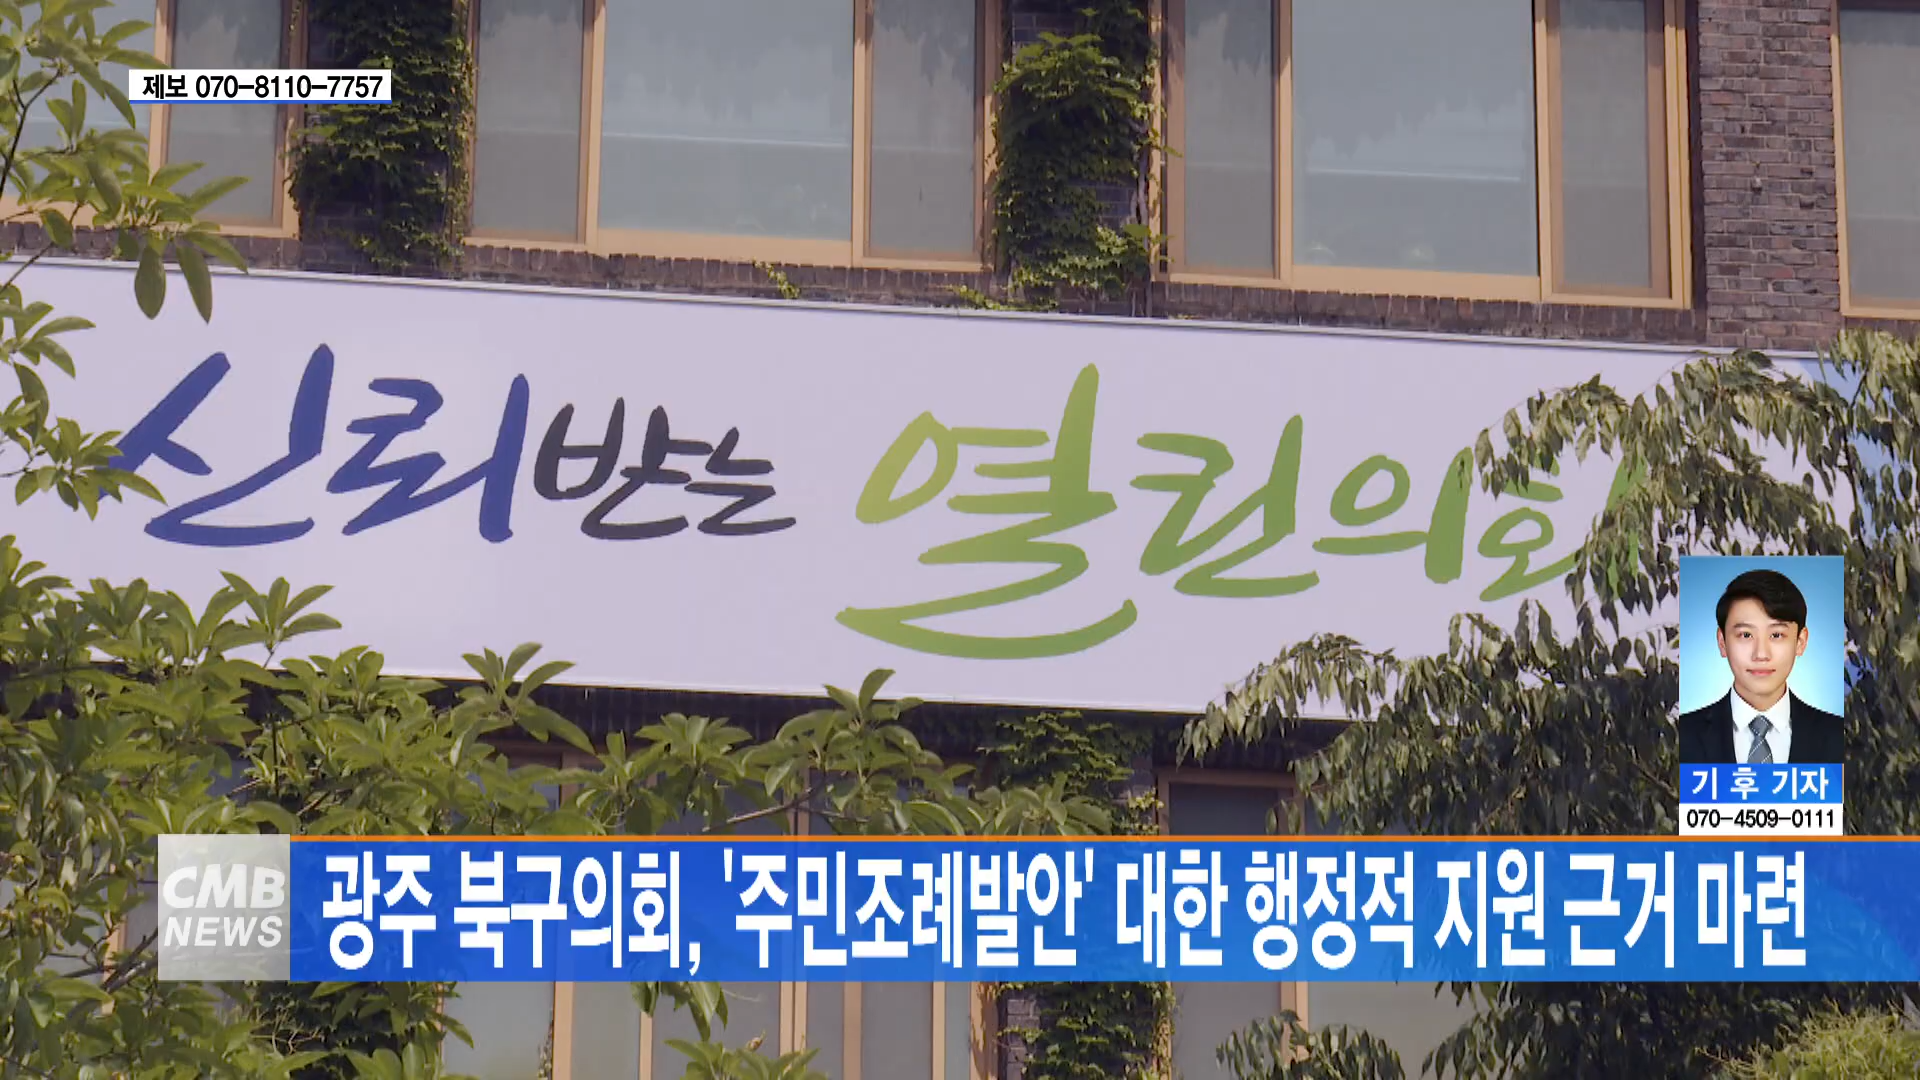 제보 070-8110-7757
신뢰받는 열린의회
기 후 기자
070-4509-0111
CMB
NEWS
광주 북구의회, '주민조례발안' 대한 행정적 지원 근거 마련